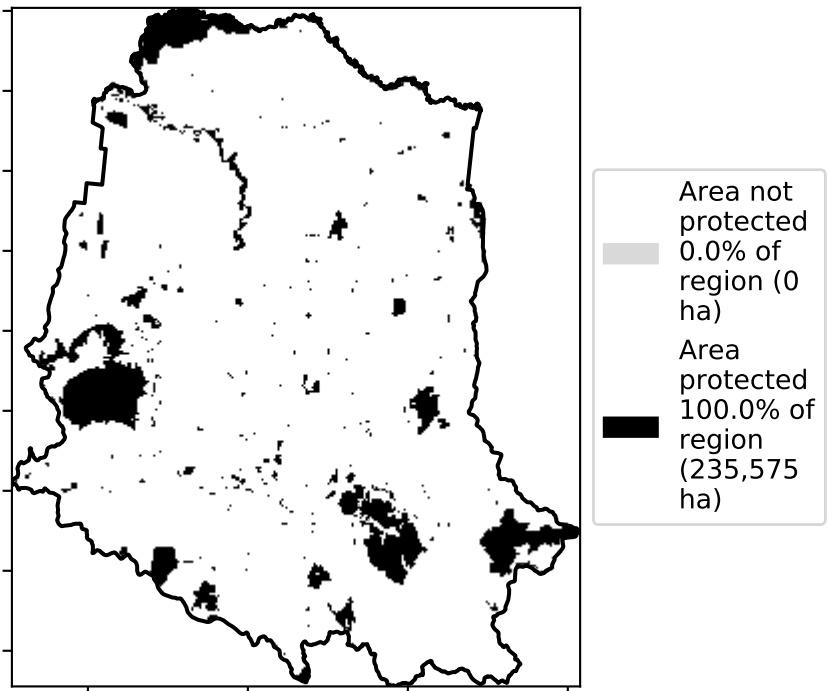 Area not
protected
0.0% of
region (0
ha)
Area
protected
100.0% of
region
(235,575
ha)